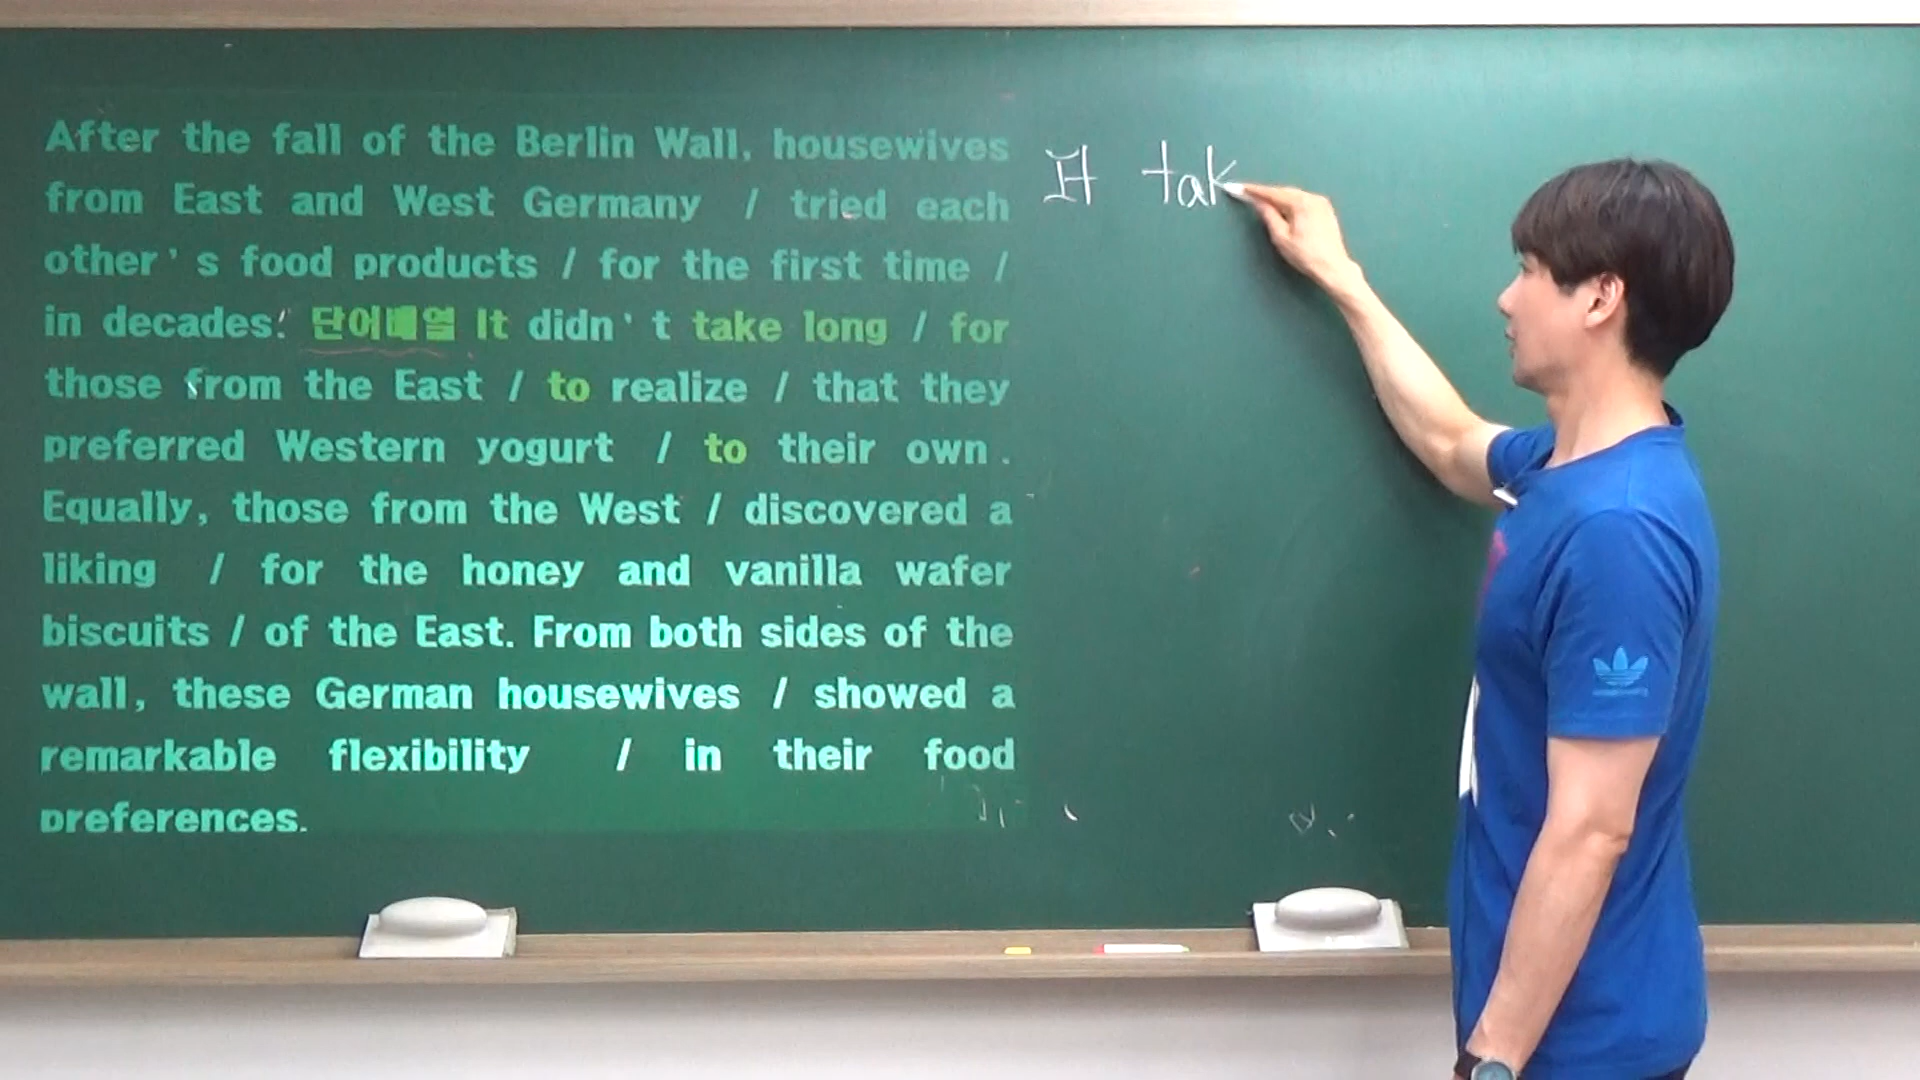 After the fall of the Berlin Wall, housewives
from East and West Germany / tried each
other's food products / for the first time /
in decades. 단어배열 It didn't take long / for
those from the East / to realize / that they
preferred Western yogurt / to their own.
Equally, those from the West / discovered a
liking / for the honey and vanilla wafer
biscuits / of the East. From both sides of the
wall, these German housewives / showed a
remarkable flexibility / in their food
preferences.
It tak